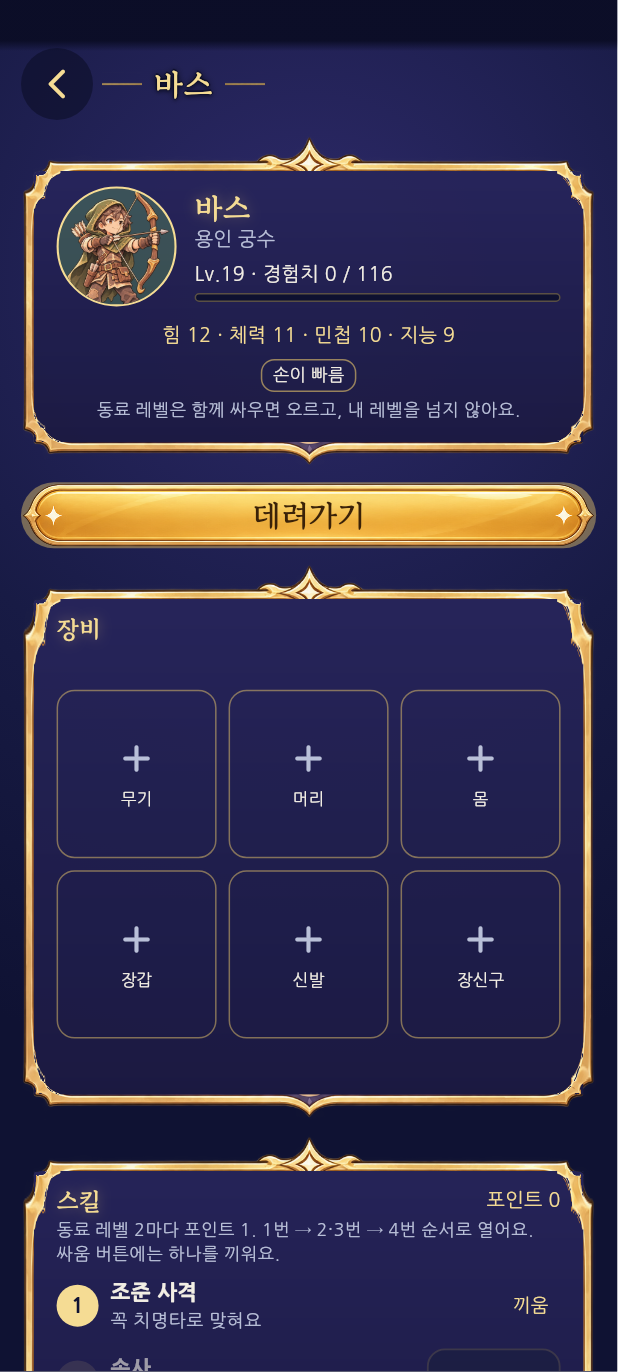 바스
바스
용인 궁수
Lv.19 · 경험치 0 / 116
힘 12 · 체력 11 · 민첩 10 · 지능 9
손이 빠름
동료 레벨은 함께 싸우면 오르고, 내 레벨을 넘지 않아요.
데려가기
장비
무기
머리
몸
장갑
신발
장신구
스킬
포인트 0
동료 레벨 2마다 포인트 1. 1번 → 2·3번 → 4번 순서로 열어요.
싸움 버튼에는 하나를 끼워요.
1
조준 사격
꼭 치명타로 맞혀요
끼움